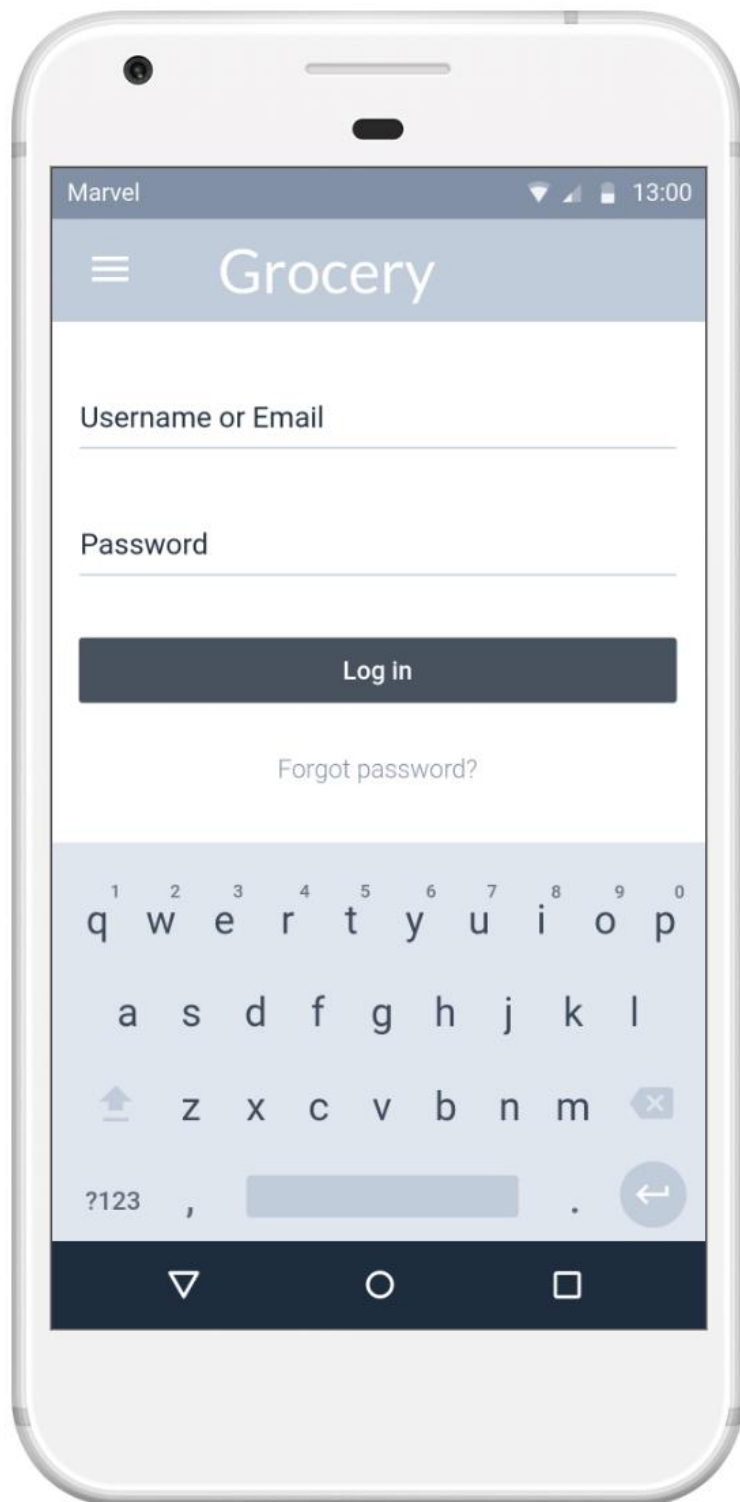 Marvel 13:00
Grocery
Username or Email
Password
Log in
Forgot password?
1 2 3 4 5 6 7 8 9 0
q w e r t y u i o p
a s d f g h j k l
z x c v b n m
?123 , .